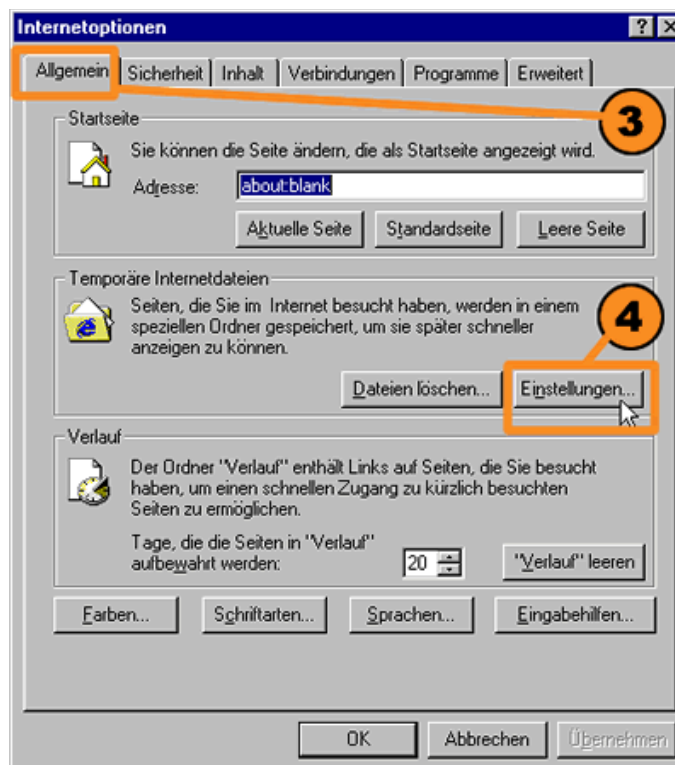 Internetoptionen
Allgemein Sicherheit Inhalt Verbindungen Programme Erweitert
3
Startseite
Sie können die Seite ändern, die als Startseite angezeigt wird.
Adresse: about:blank
Aktuelle Seite Standardseite Leere Seite
Temporäre Internetdateien
Seiten, die Sie im Internet besucht haben, werden in einem
speziellen Ordner gespeichert, um sie später schneller
anzeigen zu können.
4
Dateien löschen... Einstellungen...
Verlauf
Der Ordner "Verlauf" enthält Links auf Seiten, die Sie besucht
haben, um einen schnellen Zugang zu kürzlich besuchten
Seiten zu ermöglichen.
Tage, die die Seiten in "Verlauf"
aufbewahrt werden: 20 "Verlauf" leeren
Farben... Schriftarten... Sprachen... Eingabehilfen...
OK Abbrechen Übernehmen